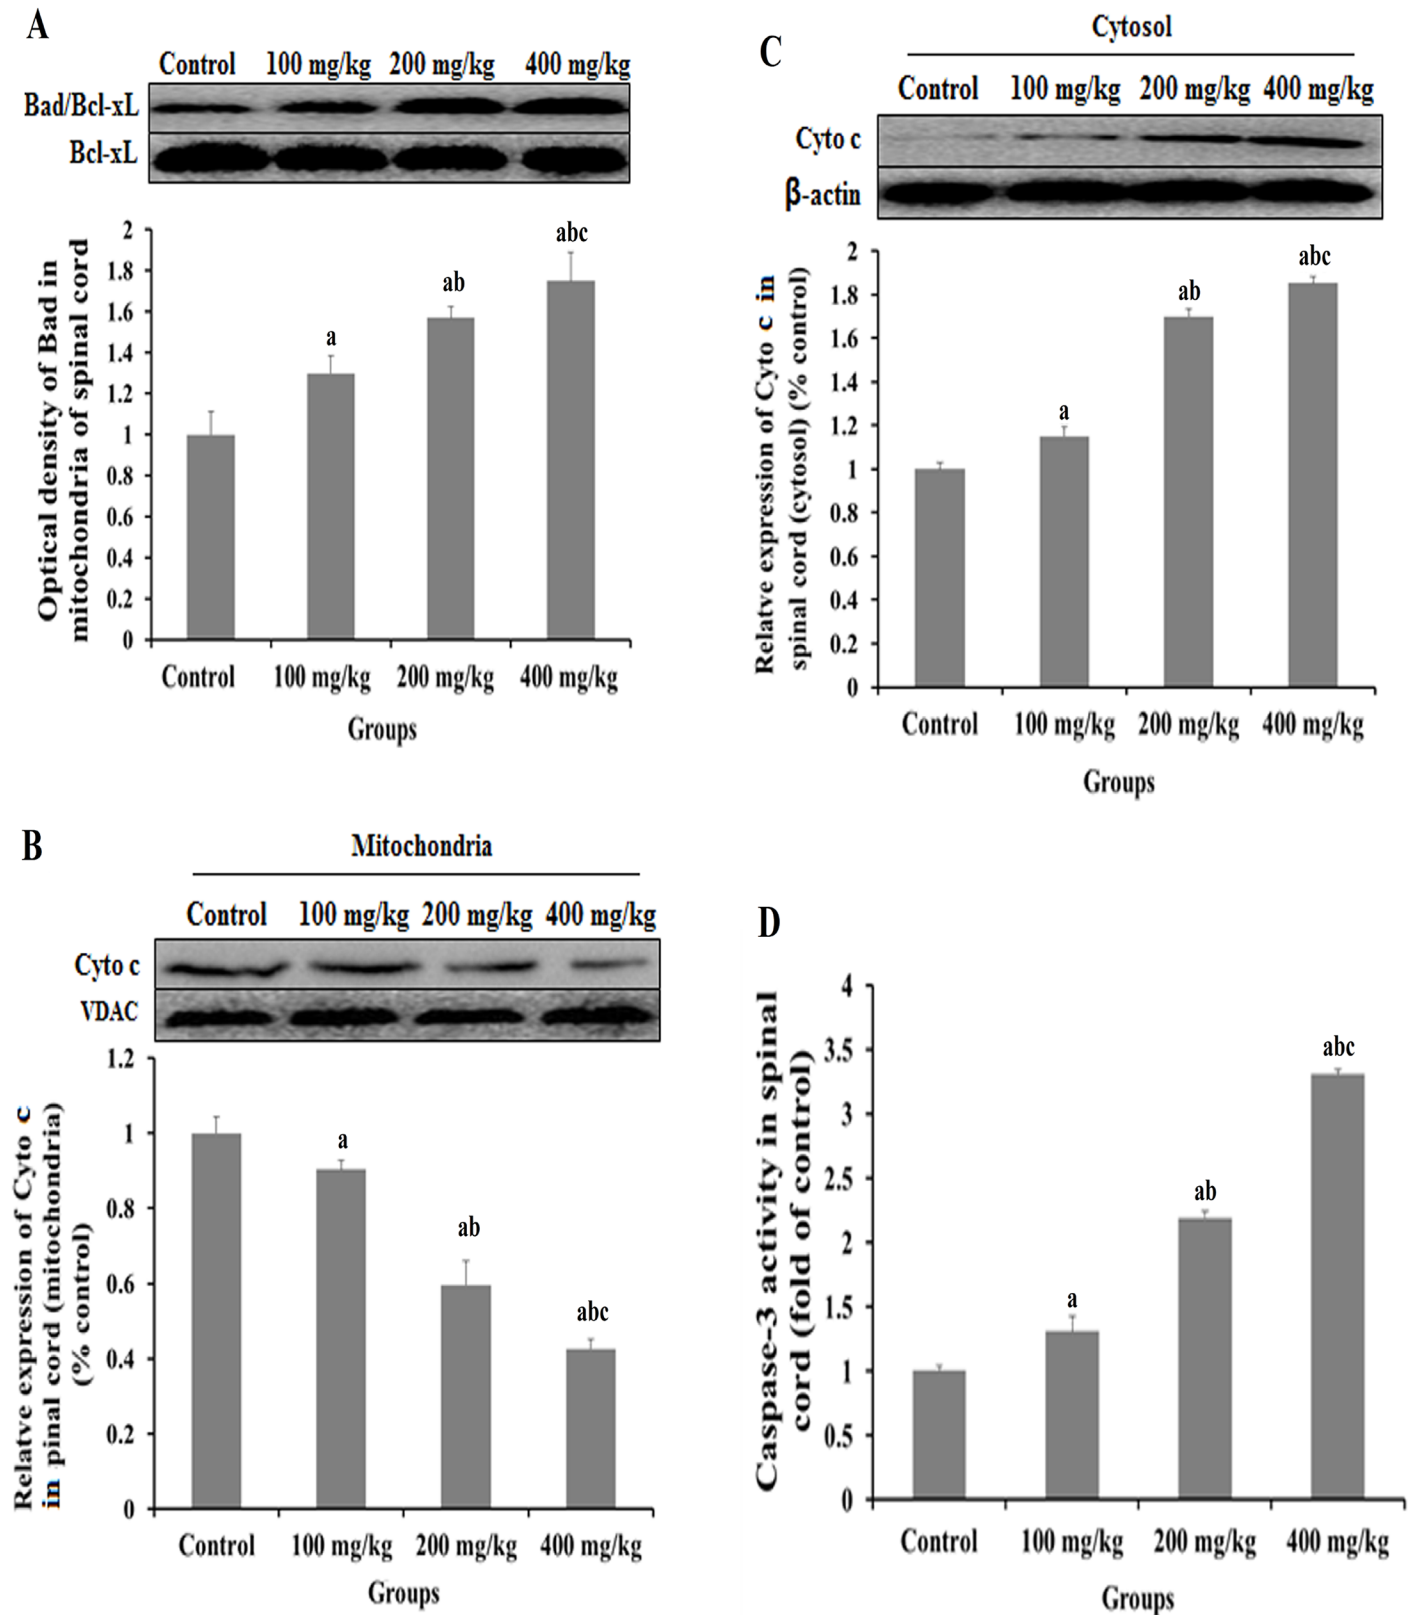 A
Control 100 mg/kg 200 mg/kg 400 mg/kg
Bad/Bcl-xL
Bcl-xL
Optical density of Bad in
mitochondria of spinal cord
2
1.8
1.6
1.4
1.2
1
0.8
0.6
0.4
0.2
0
a
ab
abc
Control 100 mg/kg 200 mg/kg 400 mg/kg
Groups
B
Mitochondria
Control 100 mg/kg 200 mg/kg 400 mg/kg
Cyto c
VDAC
Relatve expression of Cyto c
in pinal cord (mitochondria)
(% control)
1.2
1
0.8
0.6
0.4
0.2
0
a
ab
abc
Control 100 mg/kg 200 mg/kg 400 mg/kg
Groups
C
Cytosol
Control 100 mg/kg 200 mg/kg 400 mg/kg
Cyto c
β-actin
Relatve expression of Cyto c in
spinal cord (cytosol) (% control)
2
1.8
1.6
1.4
1.2
1
0.8
0.6
0.4
0.2
0
a
ab
abc
Control 100 mg/kg 200 mg/kg 400 mg/kg
Groups
D
Caspase-3 activity in spinal
cord (fold of control)
4
3.5
3
2.5
2
1.5
1
0.5
0
a
ab
abc
Control 100 mg/kg 200 mg/kg 400 mg/kg
Groups